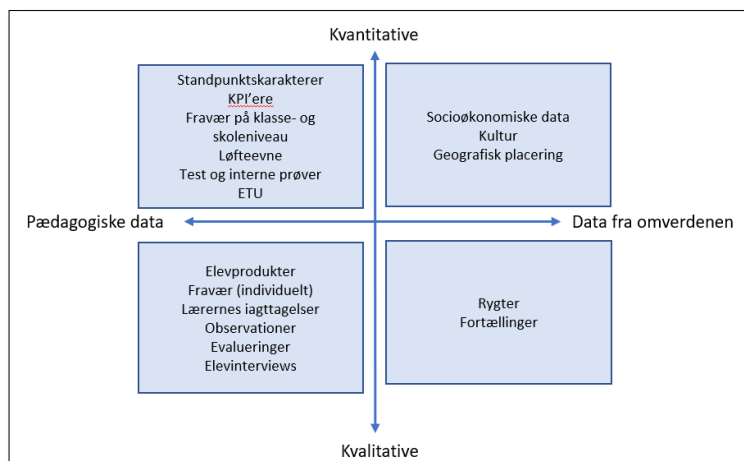 Kvantitative
Standpunktskarakterer
KPI'ere
Fravær på klasse- og
skoleniveau
Løfteevne
Test og interne prøver
ETU
Socioøkonomiske data
Kultur
Geografisk placering
Pædagogiske data
Data fra omverdenen
Elevprodukter
Fravær (individuelt)
Lærernes iagttagelser
Observationer
Evalueringer
Elevinterviews
Rygter
Fortællinger
Kvalitative